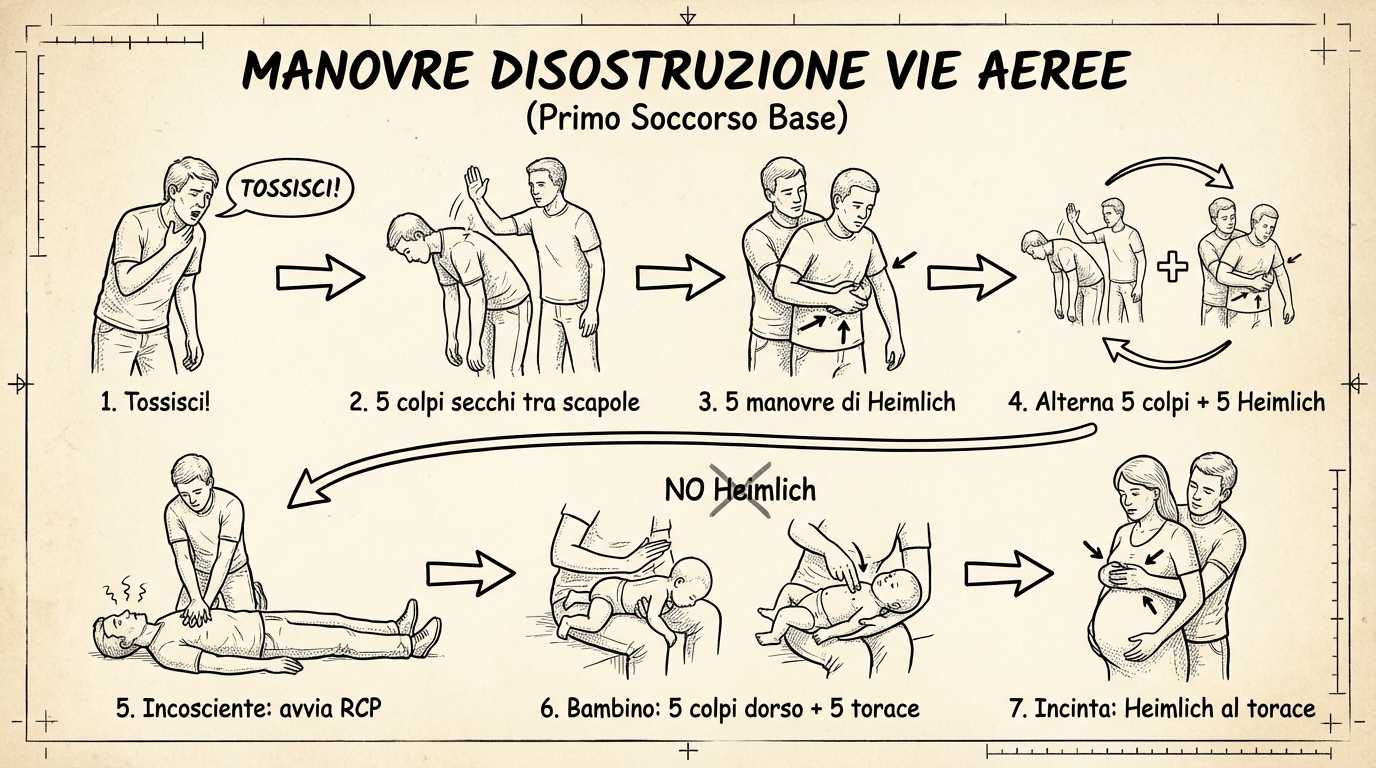 MANOVRE DISOSTRUZIONE VIE AEREE
(Primo Soccorso Base)
TOSSISCI!
1. Tossisci!
2. 5 colpi secchi tra scapole
3. 5 manovre di Heimlich
4. Alterna 5 colpi + 5 Heimlich
NO Heimlich
5. Incosciente: avvia RCP
6. Bambino: 5 colpi dorso + 5 torace
7. Incinta: Heimlich al torace